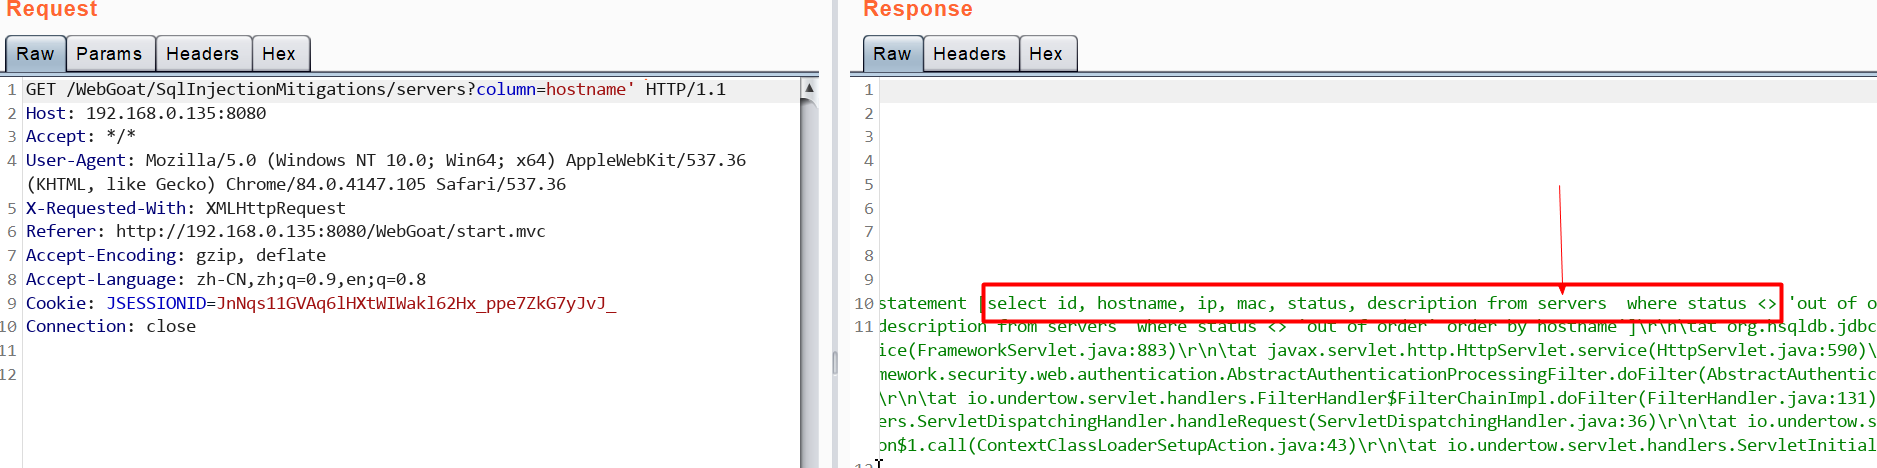 Request
Raw Params Headers Hex
1 GET /WebGoat/SqlInjectionMitigations/servers?column=hostname' HTTP/1.1
2 Host: 192.168.0.135:8080
3 Accept: */*
4 User-Agent: Mozilla/5.0 (Windows NT 10.0; Win64; x64) AppleWebKit/537.36
(KHTML, like Gecko) Chrome/84.0.4147.105 Safari/537.36
5 X-Requested-With: XMLHttpRequest
6 Referer: http://192.168.0.135:8080/WebGoat/start.mvc
7 Accept-Encoding: gzip, deflate
8 Accept-Language: zh-CN,zh;q=0.9,en;q=0.8
9 Cookie: JSESSIONID=JnNqs11GVAq6lHXtWIWakl62Hx_ppe7ZkG7yJvJ_
10 Connection: close
11
12
Response
Raw Headers Hex
1
2
3
4
5
6
7
8
9
10 statement [select id, hostname, ip, mac, status, description from servers  where status <> 'out of o
11 description from servers  where status <> 'out of order' order by hostname']\r\n\tat org.hsqldb.jdbc
ice(FrameworkServlet.java:883)\r\n\tat javax.servlet.http.HttpServlet.service(HttpServlet.java:590)\
mework.security.web.authentication.AbstractAuthenticationProcessingFilter.doFilter(AbstractAuthentic
\r\n\tat io.undertow.servlet.handlers.FilterHandler$FilterChainImpl.doFilter(FilterHandler.java:131)
ers.ServletDispatchingHandler.handleRequest(ServletDispatchingHandler.java:36)\r\n\tat io.undertow.s
on$1.call(ContextClassLoaderSetupAction.java:43)\r\n\tat io.undertow.servlet.handlers.ServletInitial